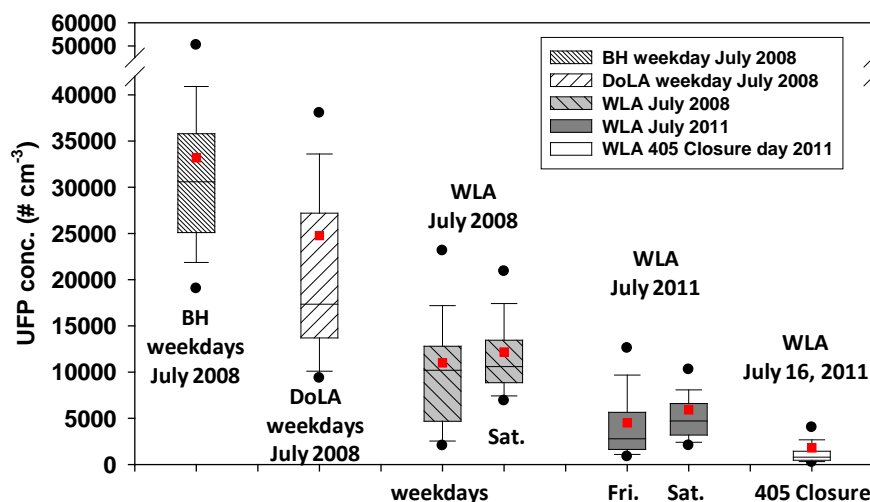 60000
50000
40000
35000
30000
25000
20000
15000
10000
5000
0
UFP conc. (# cm-3)
BH weekday July 2008
DoLA weekday July 2008
WLA July 2008
WLA July 2011
WLA 405 Closure day 2011
BH
weekdays
July 2008
DoLA
weekdays
July 2008
WLA
July 2008
Sat.
WLA
July 2011
WLA
July 16, 2011
weekdays
Fri.
Sat.
405 Closure